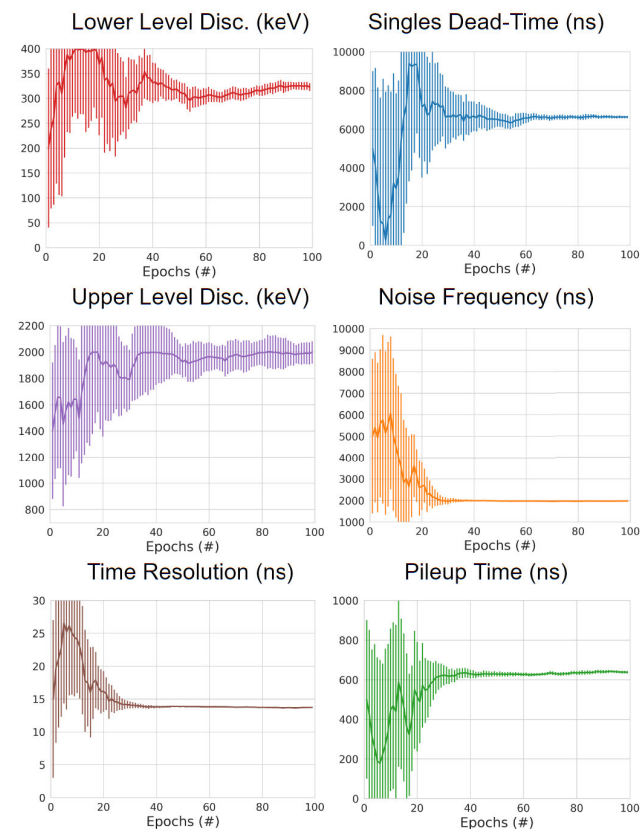 Lower Level Disc. (keV)
400
350
300
250
200
150
100
50
0
0 20 40 60 80 100
Epochs (#)
Singles Dead-Time (ns)
10000
8000
6000
4000
2000
0
0 20 40 60 80 100
Epochs (#)
Upper Level Disc. (keV)
2200
2000
1800
1600
1400
1200
1000
800
0 20 40 60 80 100
Epochs (#)
Noise Frequency (ns)
10000
9000
8000
7000
6000
5000
4000
3000
2000
1000
0 20 40 60 80 100
Epochs (#)
Time Resolution (ns)
30
25
20
15
10
5
0
0 20 40 60 80 100
Epochs (#)
Pileup Time (ns)
1000
800
600
400
200
0
0 20 40 60 80 100
Epochs (#)